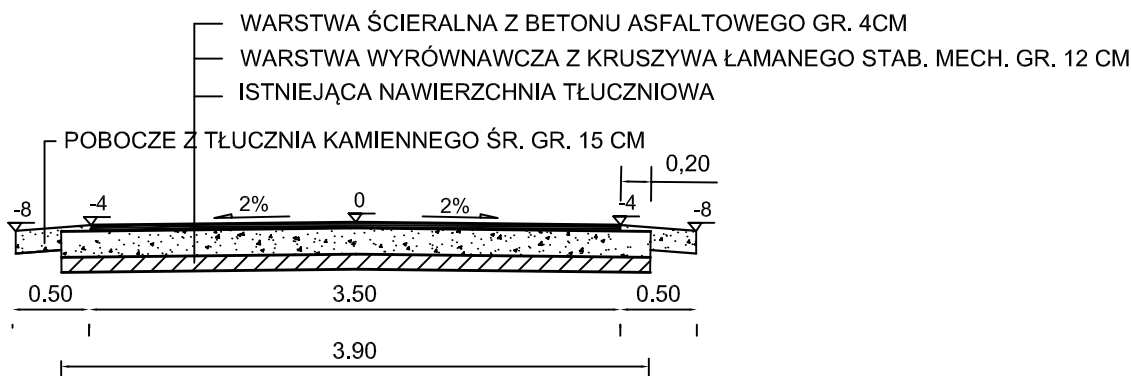 WARSTWA ŚCIERALNA Z BETONU ASFALTOWEGO GR. 4CM
WARSTWA WYRÓWNAWCZA Z KRUSZYWA ŁAMANEGO STAB. MECH. GR. 12 CM
ISTNIEJĄCA NAWIERZCHNIA TŁUCZNIOWA
POBOCZE Z TŁUCZNIA KAMIENNEGO ŚR. GR. 15 CM
0,20
-8 -4 2% 0 2% -4 -8
0.50 3.50 0.50
3.90